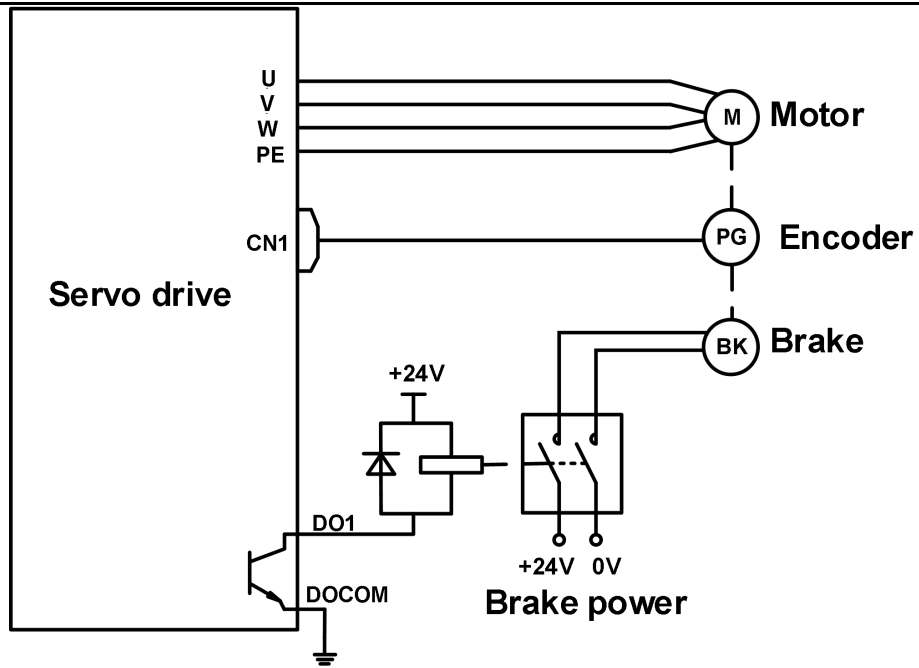 U
V
W
PE
M
Motor
CN1
PG
Encoder
Servo drive
BK
Brake
+24V
DO1
DOCOM
+24V 0V
Brake power